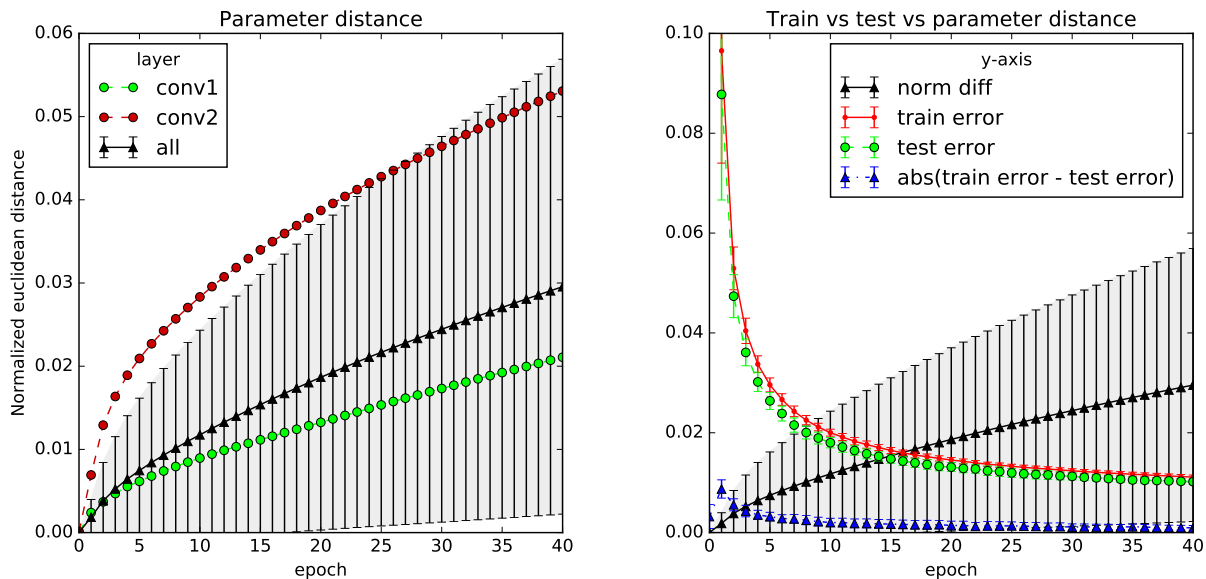 Parameter distance
Normalized euclidean distance
0.06
0.05
0.04
0.03
0.02
0.01
0.00
layer
conv1
conv2
all
0 5 10 15 20 25 30 35 40
epoch
Train vs test vs parameter distance
0.10
0.08
0.06
0.04
0.02
0.00
y-axis
norm diff
train error
test error
abs(train error - test error)
0 5 10 15 20 25 30 35 40
epoch